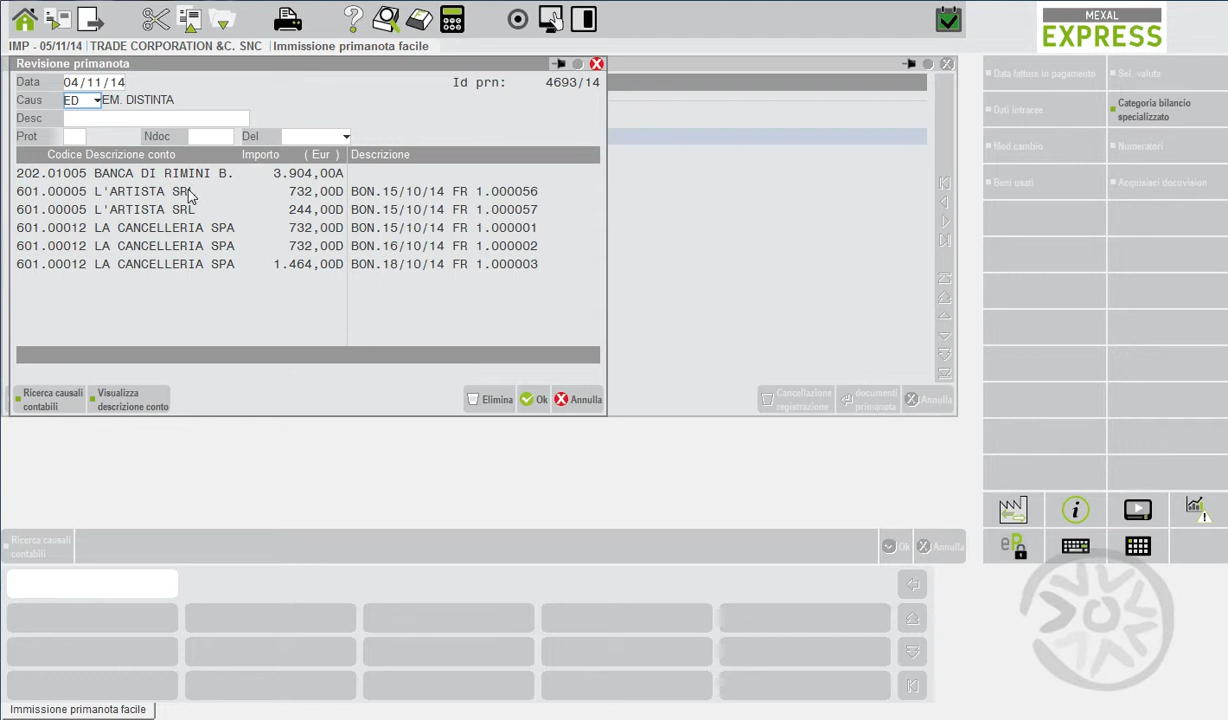 MEXAL
EXPRESS
IMP - 05/11/14 | TRADE CORPORATION &C. SNC | Immissione primanota facile
Revisione primanota
Data 04/11/14 Id prn: 4693/14
Caus ED EM. DISTINTA
Desc
Prot Ndoc Del
Codice Descrizione conto Importo ( Eur ) Descrizione
202.01005 BANCA DI RIMINI B. 3.904,00A
601.00005 L'ARTISTA SRL 732,00D BON.15/10/14 FR 1.000056
601.00005 L'ARTISTA SRL 244,00D BON.15/10/14 FR 1.000057
601.00012 LA CANCELLERIA SPA 732,00D BON.15/10/14 FR 1.000001
601.00012 LA CANCELLERIA SPA 732,00D BON.16/10/14 FR 1.000002
601.00012 LA CANCELLERIA SPA 1.464,00D BON.18/10/14 FR 1.000003
Ricerca causali
contabili
Visualizza
descrizione conto
Elimina
Ok
Annulla
Cancellazione
registrazione
documenti
primanota
Annulla
Data fatture in pagamento
Sel. valuta
Dati intracee
Categoria bilancio
specializzato
Mod.cambio
Numeratori
Beni usati
Acquisisci docuvision
Ricerca causali
contabili
Ok
Annulla
Immissione primanota facile